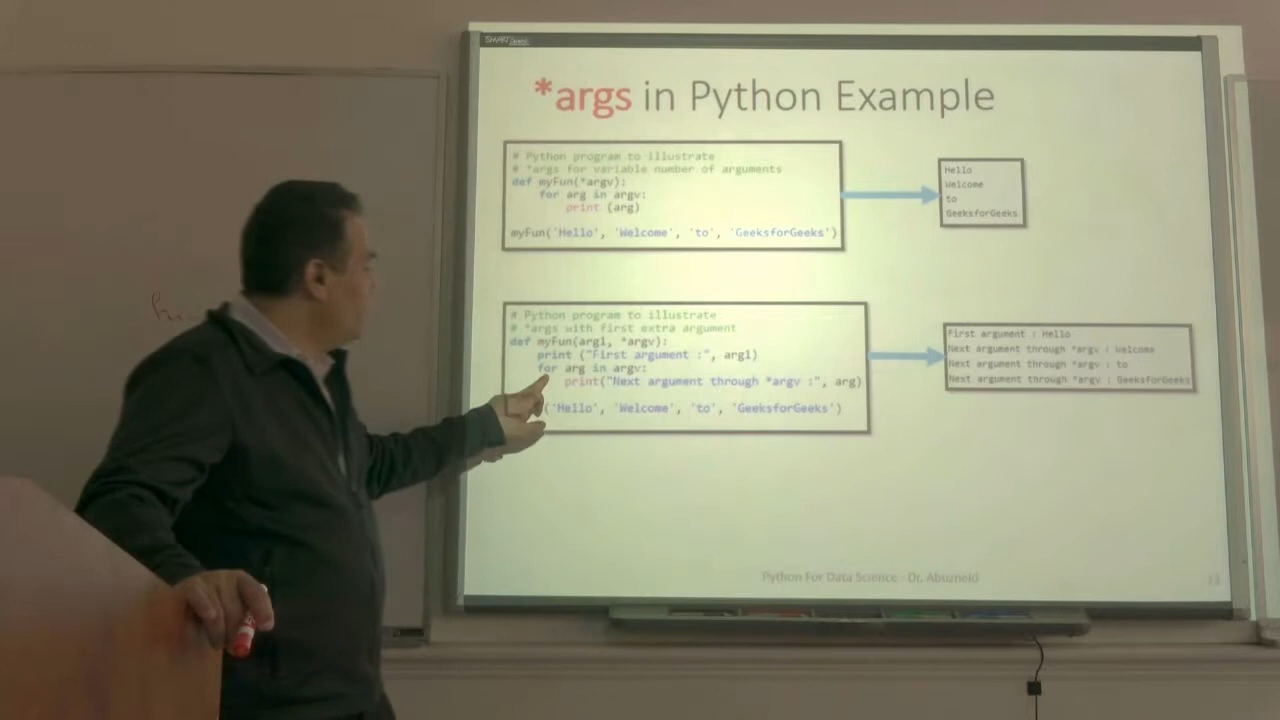 SMART
*args in Python Example
# Python program to illustrate
# *args for variable number of arguments
def myFun(*argv):
    for arg in argv:
        print (arg)
myFun('Hello', 'Welcome', 'to', 'GeeksforGeeks')
Hello
Welcome
to
GeeksforGeeks
# Python program to illustrate
# *args with first extra argument
def myFun(arg1, *argv):
    print ("First argument :", arg1)
    for arg in argv:
        print("Next argument through *argv :", arg)
('Hello', 'Welcome', 'to', 'GeeksforGeeks')
First argument : Hello
Next argument through *argv : Welcome
Next argument through *argv : to
Next argument through *argv : GeeksforGeeks
Python For Data Science - Dr. Abuzneid
13